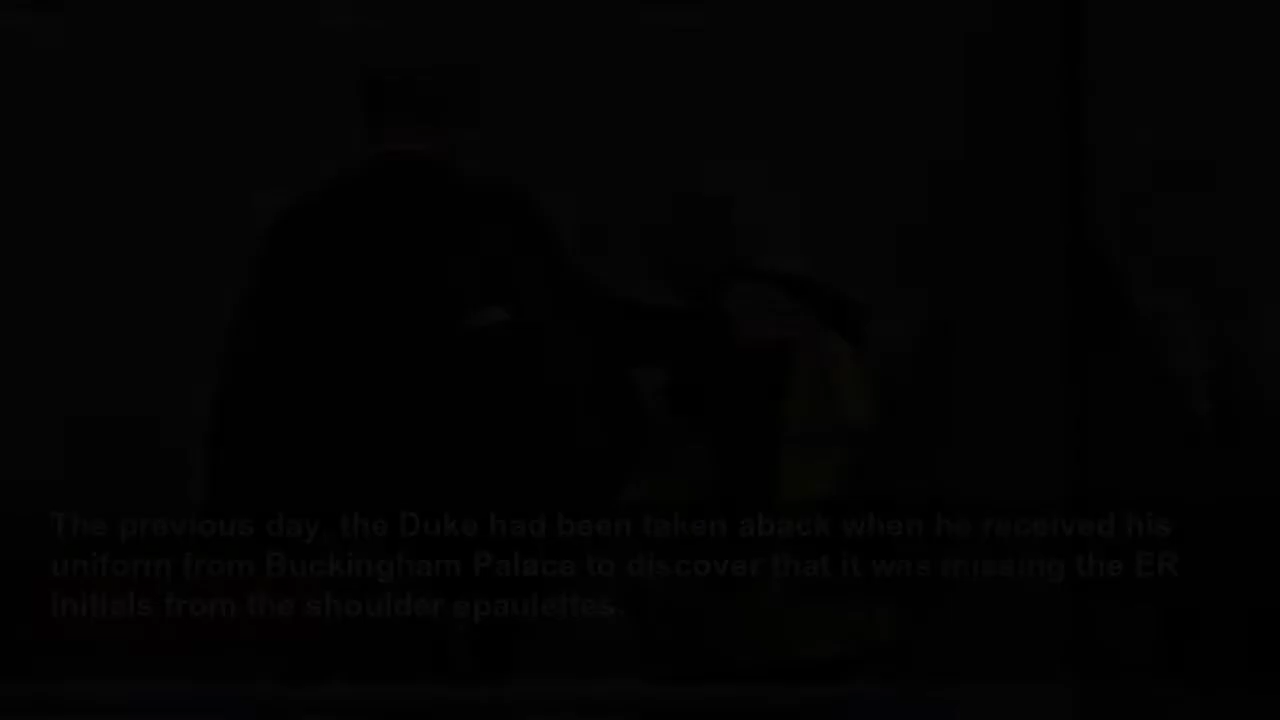 The previous day, the Duke had been taken aback when he received his
uniform from Buckingham Palace to discover that it was missing the ER
initials from the shoulder epaulettes.